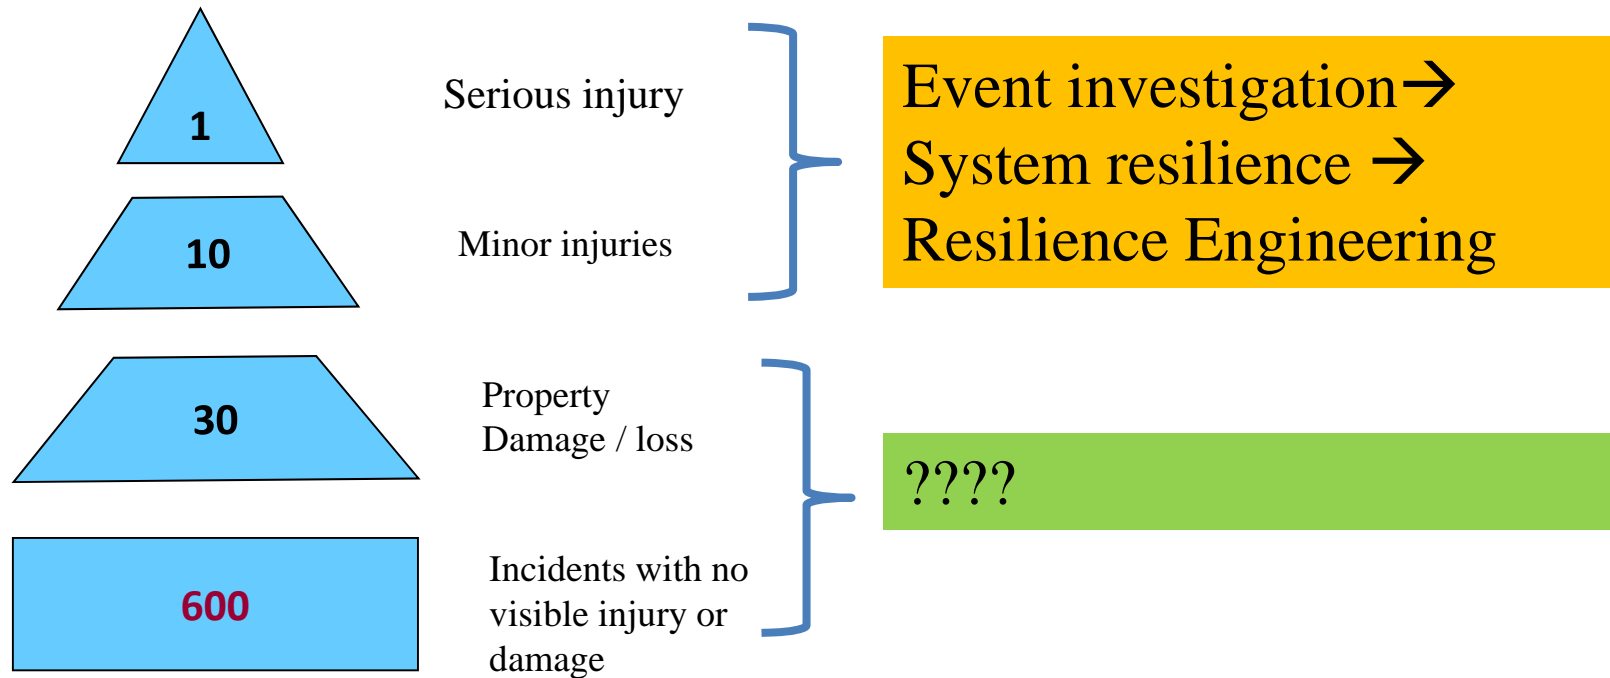 1
Serious injury
10
Minor injuries
30
Property
Damage / loss
600
Incidents with no
visible injury or
damage
Event investigation→
System resilience →
Resilience Engineering
????